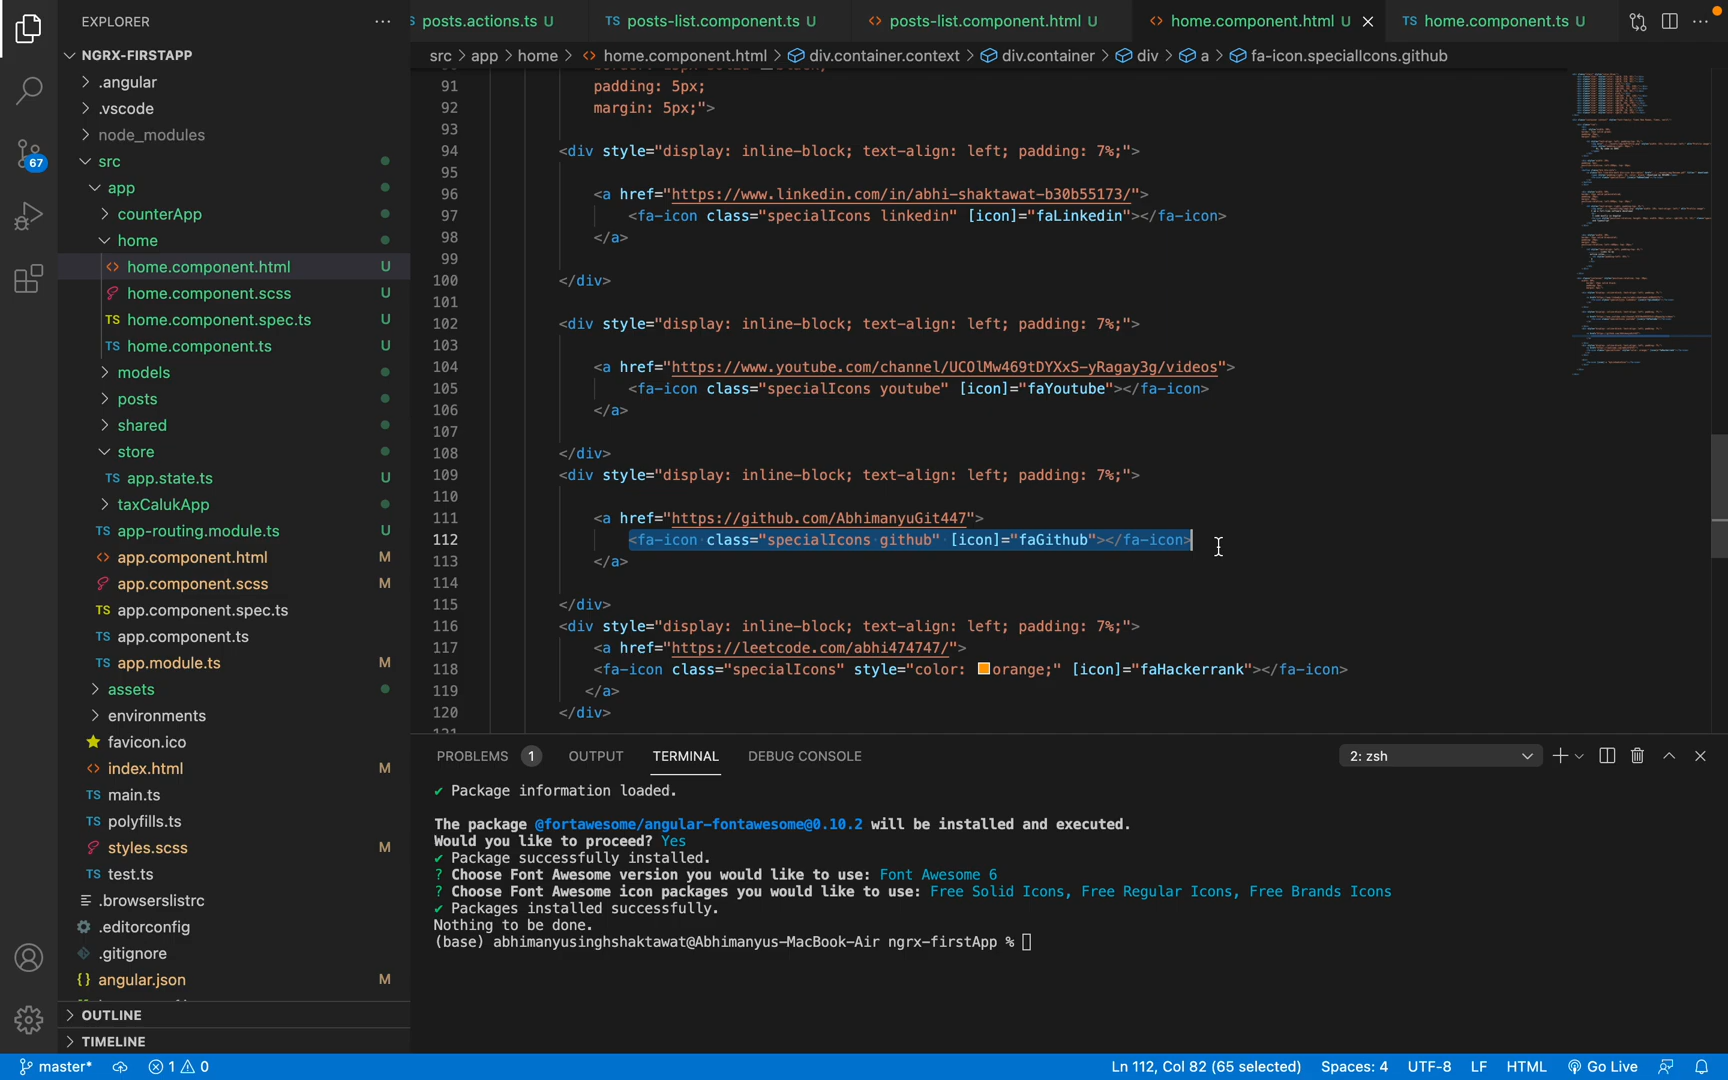 EXPLORER
NGRX-FIRSTAPP
.angular
.vscode
node_modules
src
app
counterApp
home
home.component.html U
home.component.scss U
TS home.component.spec.ts U
TS home.component.ts U
models
posts
shared
store
TS app.state.ts U
taxCalukApp
TS app-routing.module.ts U
app.component.html M
app.component.scss M
TS app.component.spec.ts
TS app.component.ts
TS app.module.ts M
assets
environments
favicon.ico
index.html M
TS main.ts
TS polyfills.ts
styles.scss M
TS test.ts
.browserslistrc
.editorconfig
.gitignore
{} angular.json M
OUTLINE
TIMELINE
67
posts.actions.ts U TS posts-list.component.ts U <> posts-list.component.html U <> home.component.html U TS home.component.ts U
src > app > home > <> home.component.html > div.container.context > div.container > div > a > fa-icon.specialIcons.github
91 padding: 5px;
92 margin: 5px;">
93
94 <div style="display: inline-block; text-align: left; padding: 7%;">
95
96 <a href="https://www.linkedin.com/in/abhi-shaktawat-b30b55173/">
97 <fa-icon class="specialIcons linkedin" [icon]="faLinkedin"></fa-icon>
98 </a>
99
100 </div>
101
102 <div style="display: inline-block; text-align: left; padding: 7%;">
103
104 <a href="https://www.youtube.com/channel/UCOlMw469tDYXxS-yRagay3g/videos">
105 <fa-icon class="specialIcons youtube" [icon]="faYoutube"></fa-icon>
106 </a>
107
108 </div>
109 <div style="display: inline-block; text-align: left; padding: 7%;">
110
111 <a href="https://github.com/AbhimanyuGit447">
112 <fa-icon class="specialIcons github" [icon]="faGithub"></fa-icon>
113 </a>
114
115 </div>
116 <div style="display: inline-block; text-align: left; padding: 7%;">
117 <a href="https://leetcode.com/abhi474747/">
118 <fa-icon class="specialIcons" style="color: orange;" [icon]="faHackerrank"></fa-icon>
119 </a>
120 </div>
PROBLEMS 1 OUTPUT TERMINAL DEBUG CONSOLE 2: zsh
✔ Package information loaded.
The package @fortawesome/angular-fontawesome@0.10.2 will be installed and executed.
Would you like to proceed? Yes
✔ Package successfully installed.
? Choose Font Awesome version you would like to use: Font Awesome 6
? Choose Font Awesome icon packages you would like to use: Free Solid Icons, Free Regular Icons, Free Brands Icons
✔ Packages installed successfully.
Nothing to be done.
(base) abhimanyusinghshaktawat@Abhimanyus-MacBook-Air ngrx-firstApp %
master* 1 0 Ln 112, Col 82 (65 selected) Spaces: 4 UTF-8 LF HTML Go Live